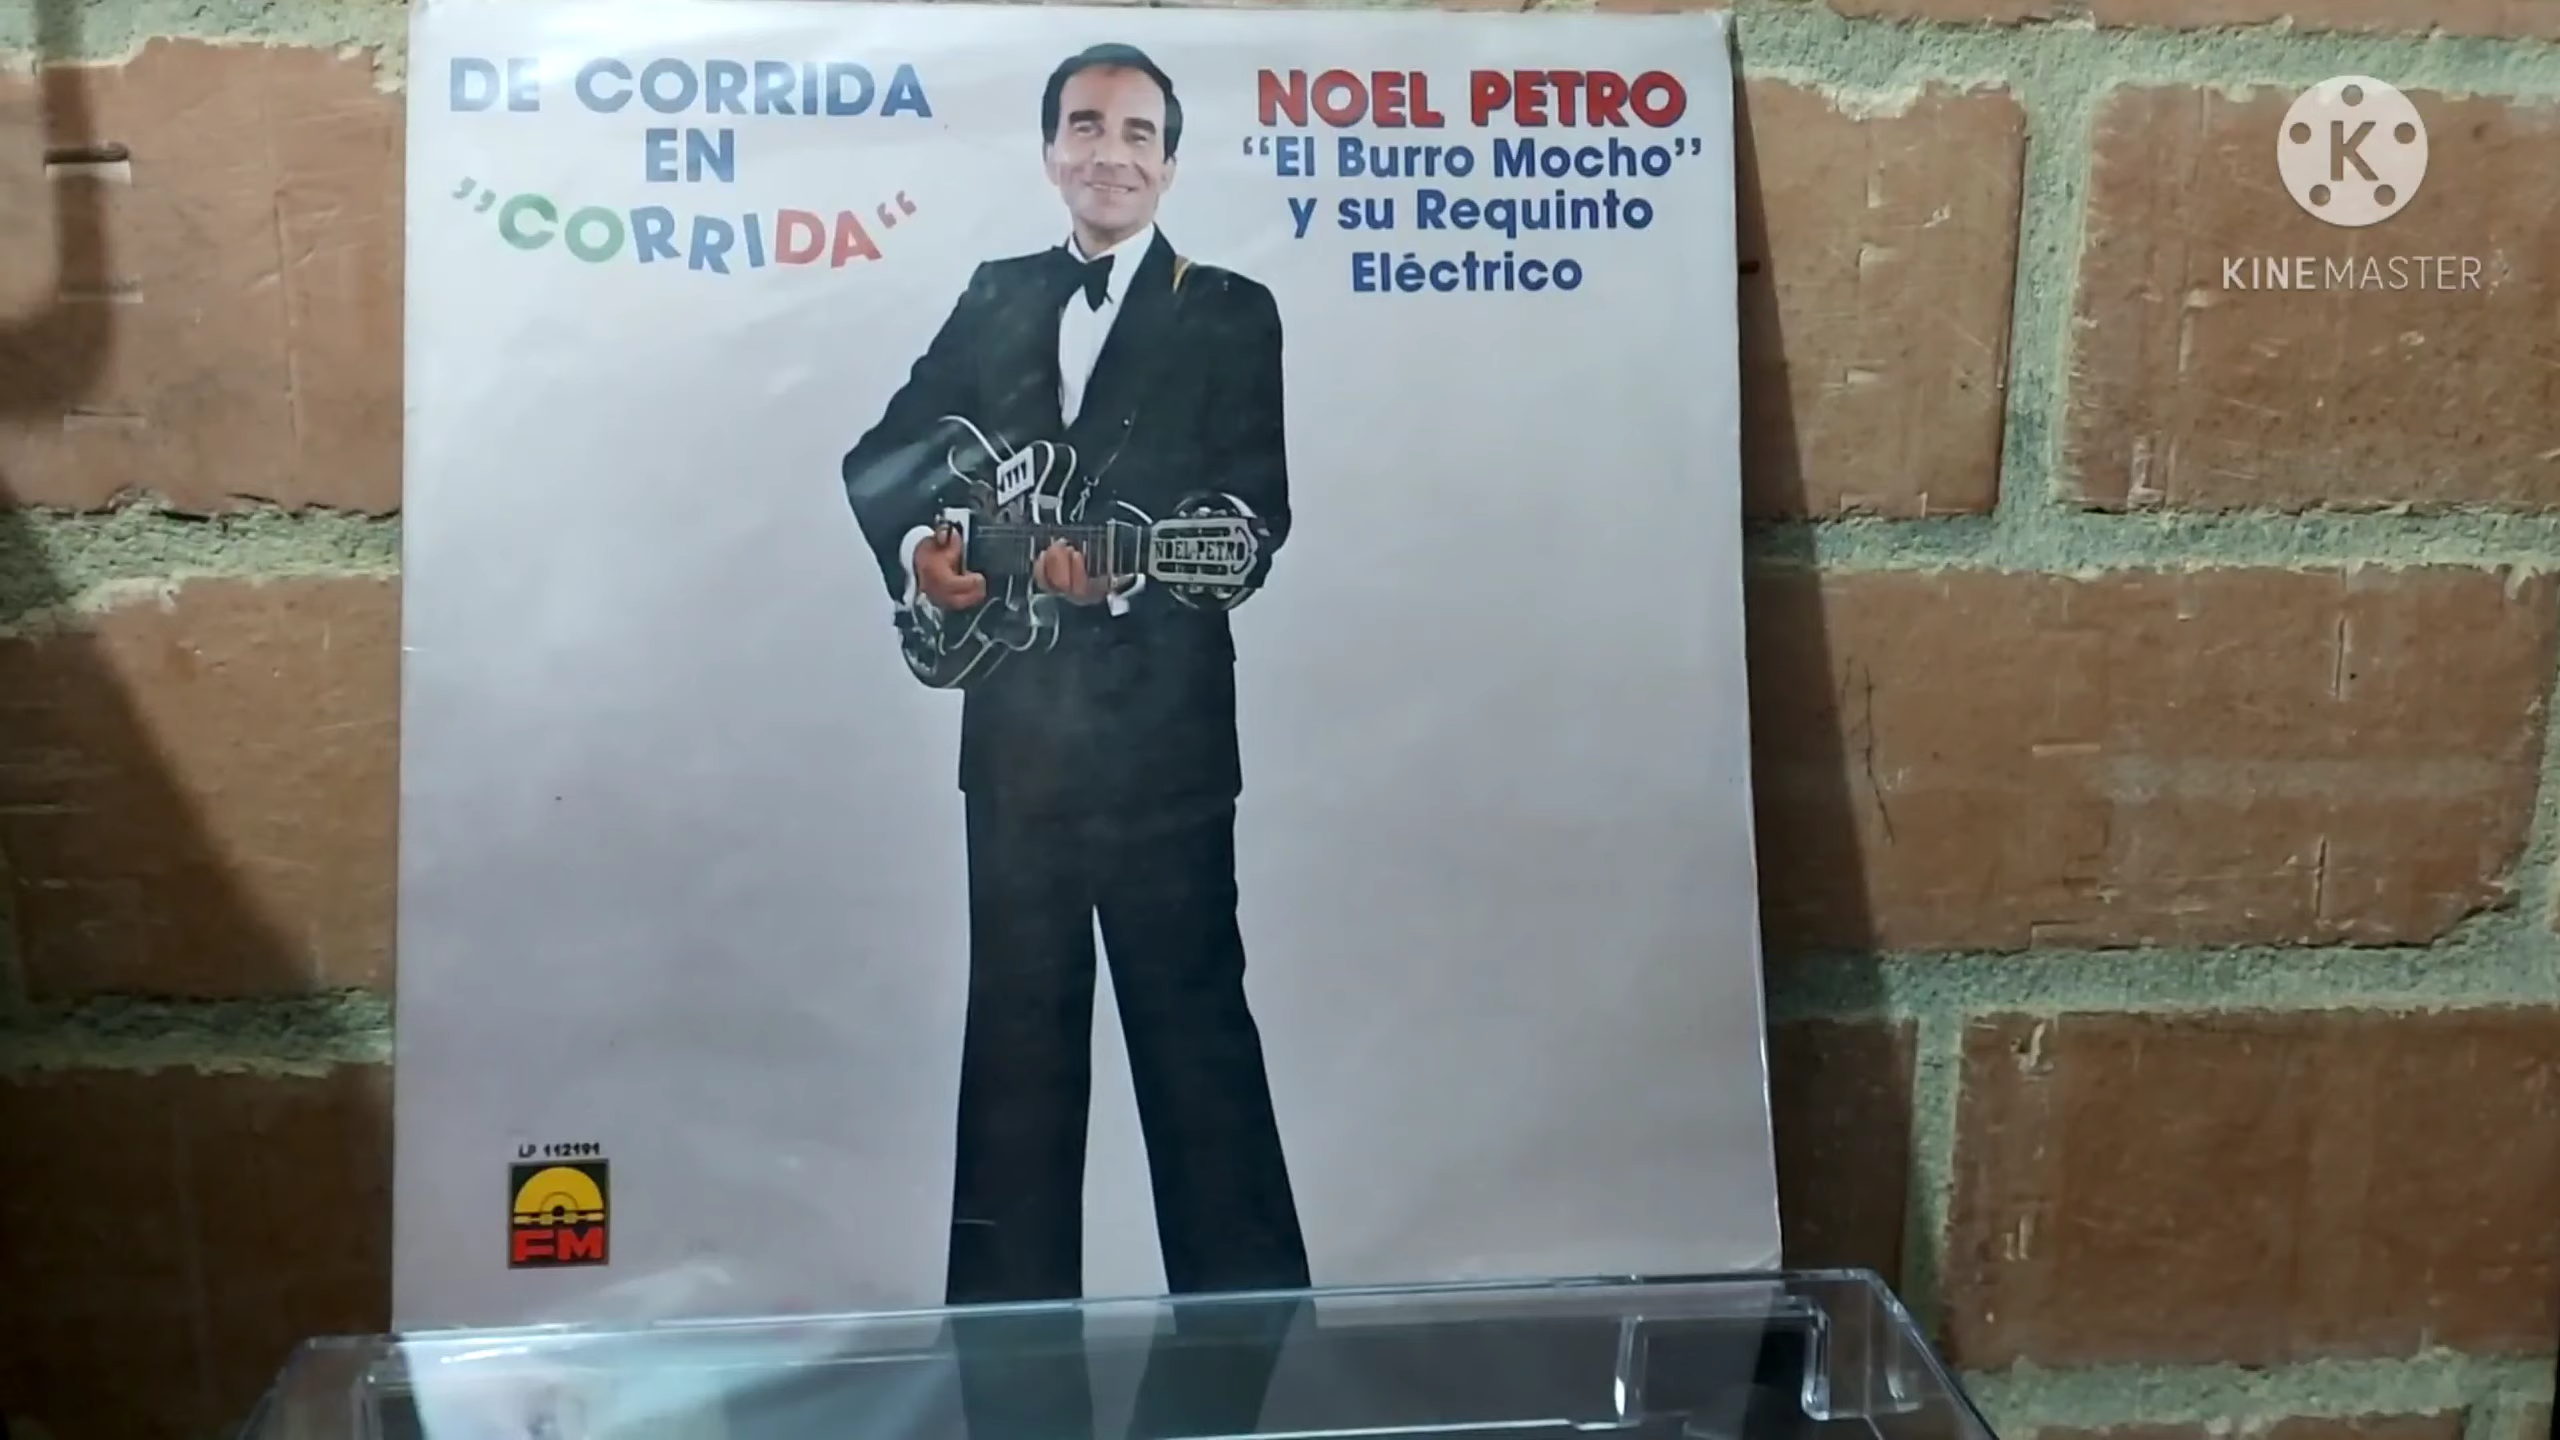 DE CORRIDA
EN
"CORRIDA"
NOEL PETRO
"El Burro Mocho"
y su Requinto
Eléctrico
NOEL-PETRO
LP 112191
FM
K
KINEMASTER